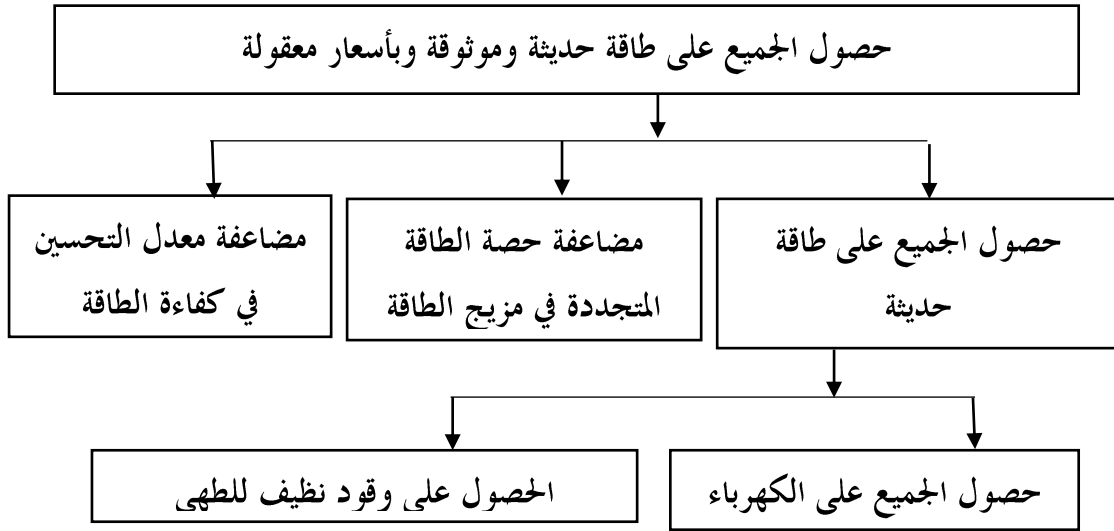 حصول الجميع على طاقة حديثة وموثوقة وبأسعار معقولة
حصول الجميع على طاقة
حديثة
مضاعفة حصة الطاقة
المتجددة في مزيج الطاقة
مضاعفة معدل التحسين
في كفاءة الطاقة
حصول الجميع على الكهرباء
الحصول على وقود نظيف للطهى